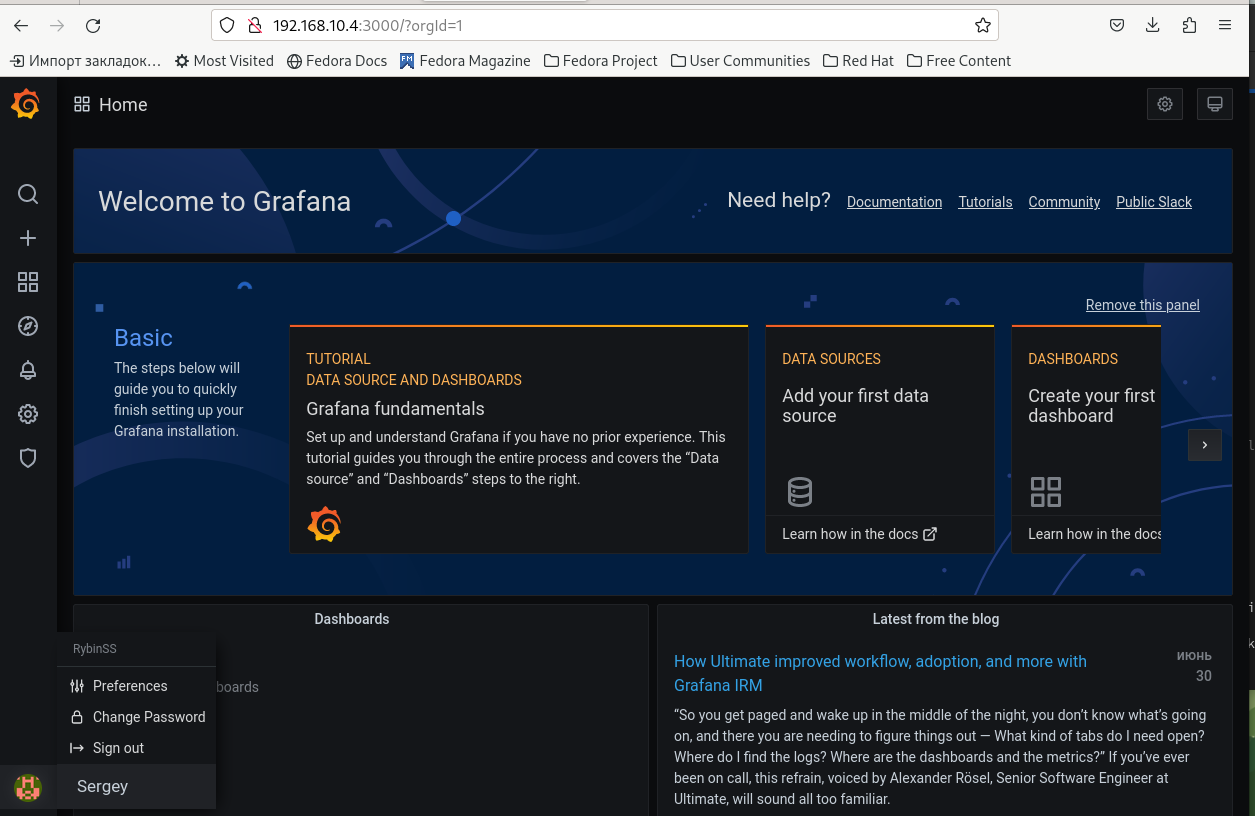 192.168.10.4:3000/?orgId=1
Импорт закладок… Most Visited Fedora Docs Fedora Magazine Fedora Project User Communities Red Hat Free Content
Home
Welcome to Grafana
Need help? Documentation Tutorials Community Public Slack
Remove this panel
Basic
The steps below will
guide you to quickly
finish setting up your
Grafana installation.
TUTORIAL
DATA SOURCE AND DASHBOARDS
Grafana fundamentals
Set up and understand Grafana if you have no prior experience. This
tutorial guides you through the entire process and covers the “Data
source” and “Dashboards” steps to the right.
DATA SOURCES
Add your first data
source
Learn how in the docs
DASHBOARDS
Create your first
dashboard
Learn how in the docs
Dashboards
boards
RybinSS
Preferences
Change Password
Sign out
Sergey
Latest from the blog
How Ultimate improved workflow, adoption, and more with
Grafana IRM
июнь
30
“So you get paged and wake up in the middle of the night, you don’t know what’s going
on, and there you are needing to figure things out — What kind of tabs do I need open?
Where do I find the logs? Where are the dashboards and the metrics?” If you’ve ever
been on call, this refrain, voiced by Alexander Rösel, Senior Software Engineer at
Ultimate, will sound all too familiar.